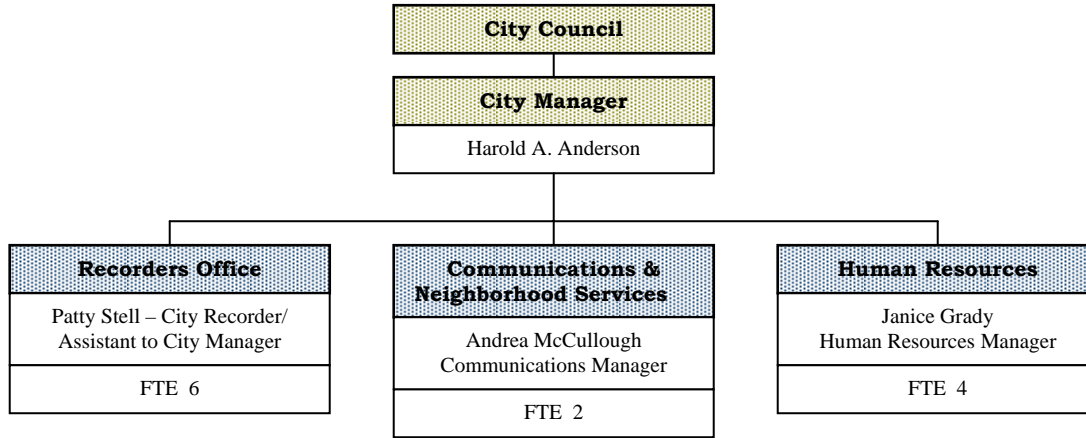 City Council
City Manager
Harold A. Anderson
Recorders Office
Patty Stell – City Recorder/
Assistant to City Manager
FTE 6
Communications &
Neighborhood Services
Andrea McCullough
Communications Manager
FTE 2
Human Resources
Janice Grady
Human Resources Manager
FTE 4